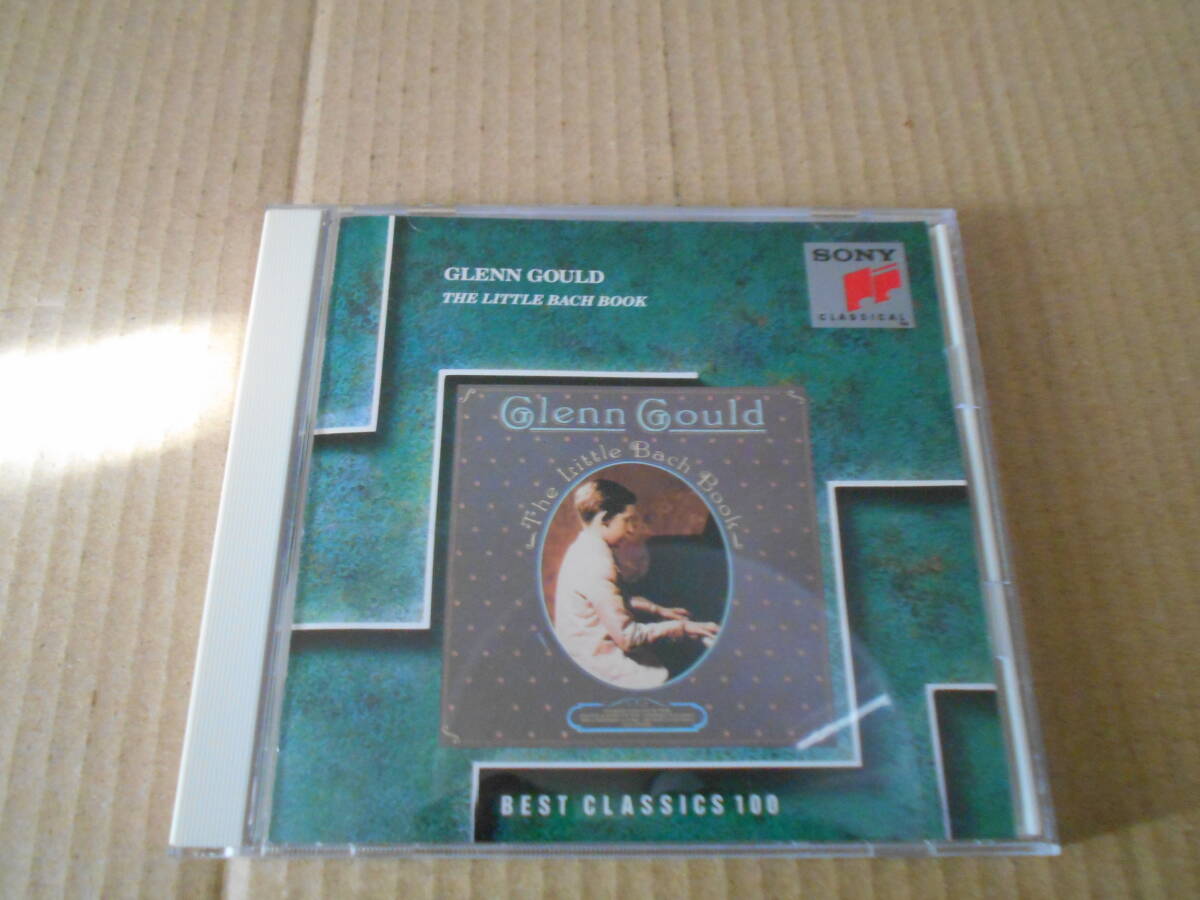 GLENN GOULD
THE LITTLE BACH BOOK
SONY
CLASSICAL
Glenn Gould
The Little Bach Book
BEST CLASSICS 100